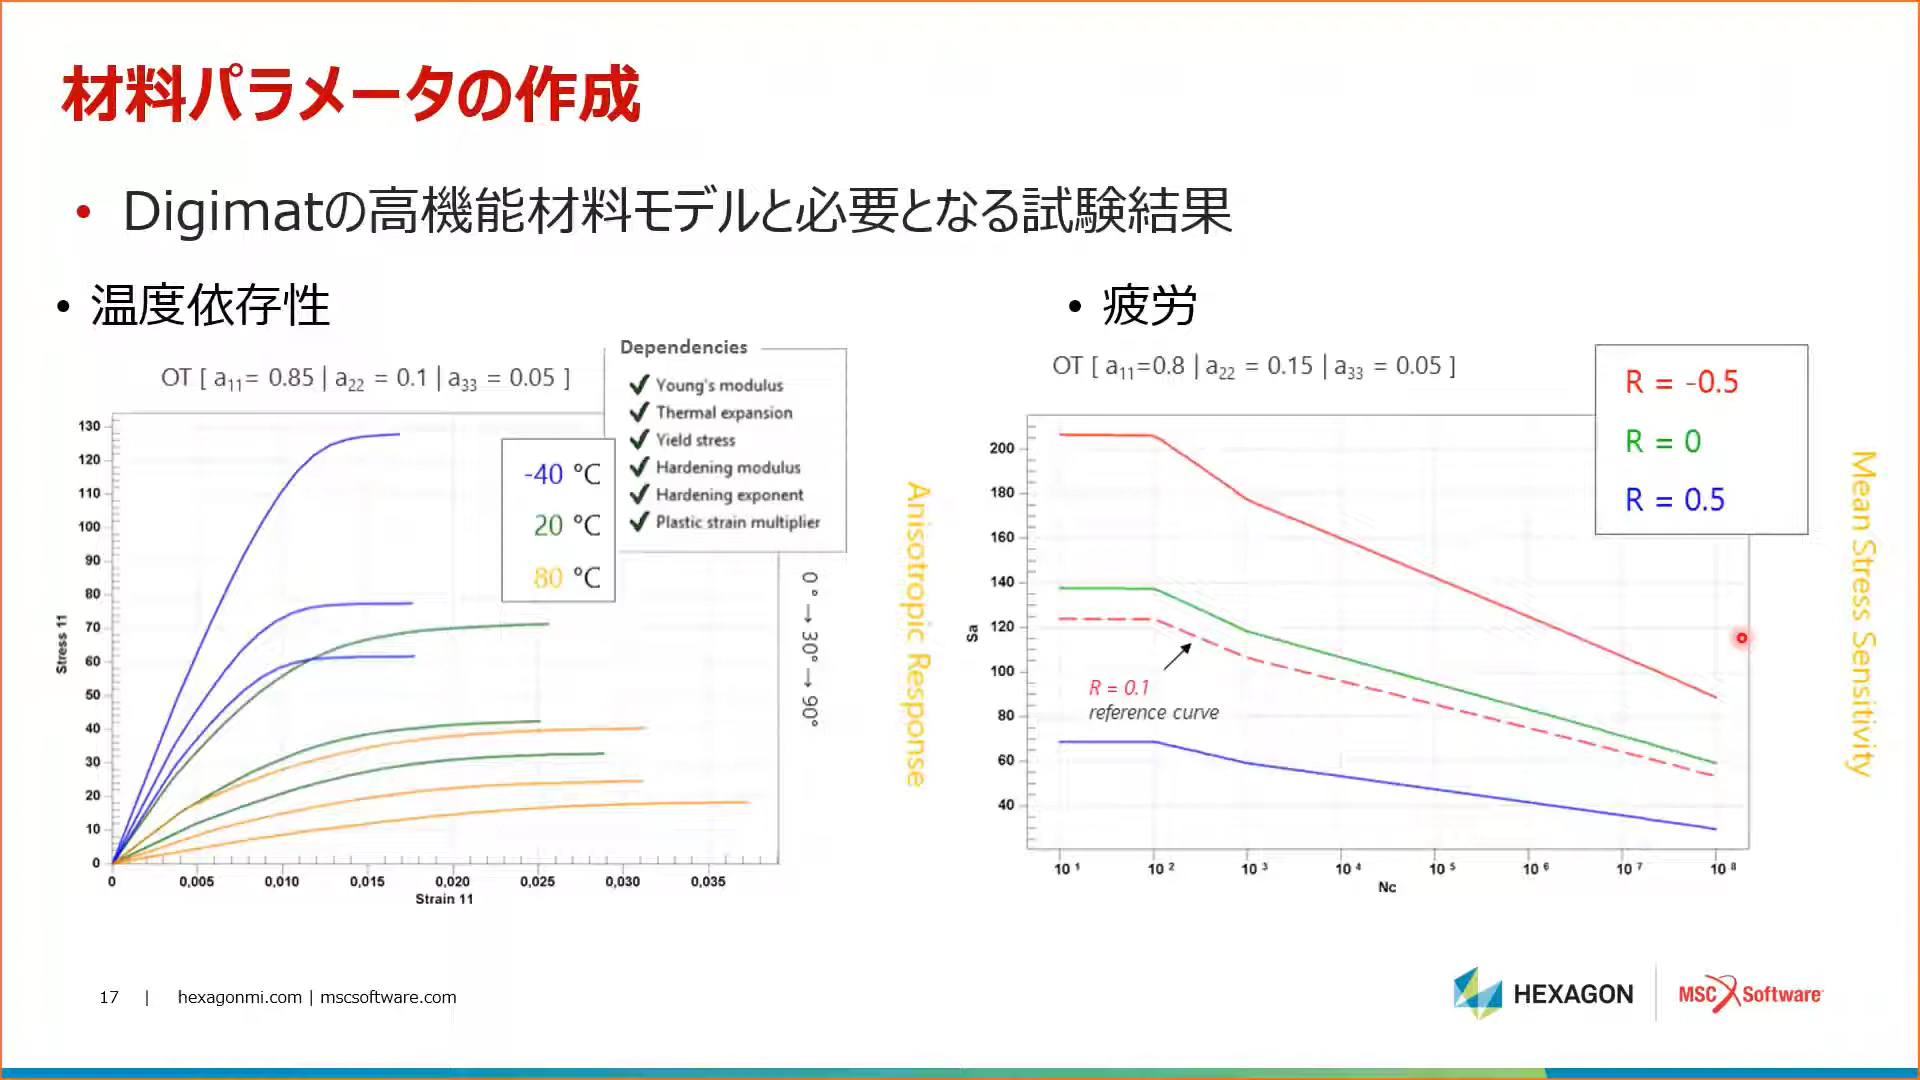 材料パラメータの作成
• Digimatの高機能材料モデルと必要となる試験結果
• 温度依存性
OT [ a11= 0.85 | a22 = 0.1 | a33 = 0.05 ]
Dependencies
✔ Young's modulus
✔ Thermal expansion
✔ Yield stress
✔ Hardening modulus
✔ Hardening exponent
✔ Plastic strain multiplier
-40 °C
20 °C
80 °C
130
120
110
100
90
80
70
60
50
40
30
20
10
0
Stress 11
0 0,005 0,010 0,015 0,020 0,025 0,030 0,035
Strain 11
0° → 30° → 90°
Anisotropic Response
• 疲労
OT [ a11=0.8 | a22 = 0.15 | a33 = 0.05 ]
R = -0.5
R = 0
R = 0.5
200
180
160
140
120
100
80
60
40
Sa
R = 0.1
reference curve
10 1 10 2 10 3 10 4 10 5 10 6 10 7 10 8
Nc
Mean Stress Sensitivity
17 | hexagonmi.com | mscsoftware.com
HEXAGON
MSC Software